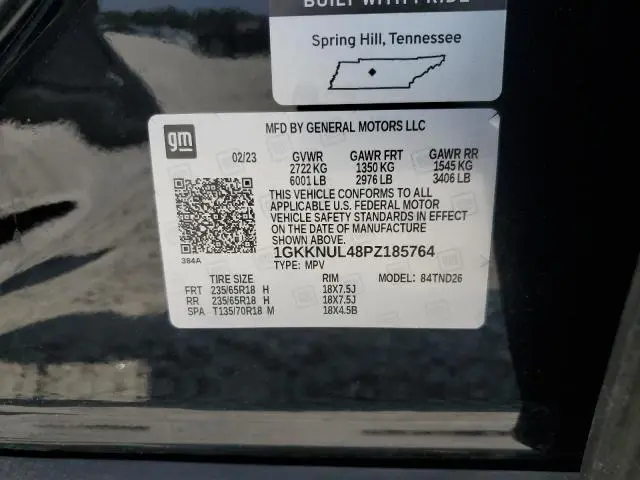 BUILT WITH PRIDE
Spring Hill, Tennessee
gm
MFD BY GENERAL MOTORS LLC
02/23 GVWR GAWR FRT GAWR RR
2722 KG 1350 KG 1545 KG
6001 LB 2976 LB 3406 LB
THIS VEHICLE CONFORMS TO ALL
APPLICABLE U.S. FEDERAL MOTOR
VEHICLE SAFETY STANDARDS IN EFFECT
ON THE DATE OF MANUFACTURE
SHOWN ABOVE.
384A
1GKKNUL48PZ185764
TYPE: MPV
MODEL: 84TND26
TIRE SIZE RIM
FRT 235/65R18 H 18X7.5J
RR 235/65R18 H 18X7.5J
SPA T135/70R18 M 18X4.5B